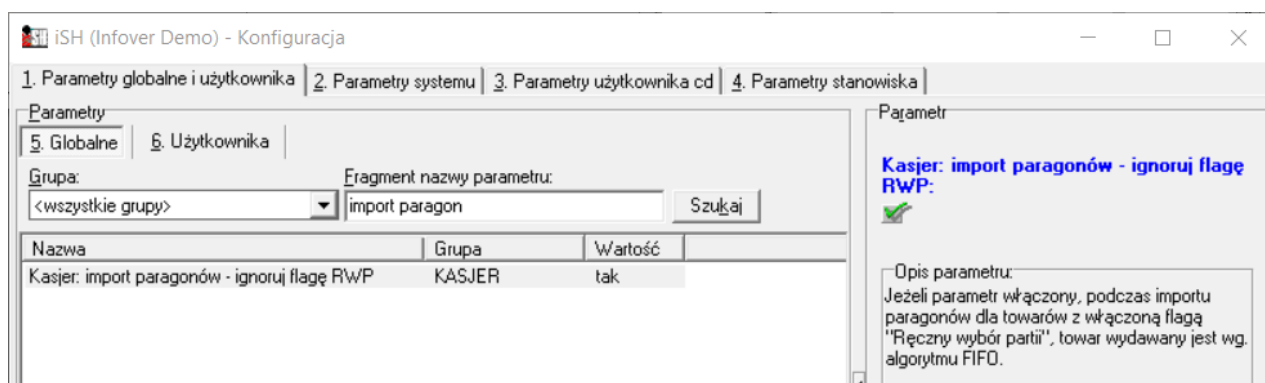 iSH (Infover Demo) - Konfiguracja
1. Parametry globalne i użytkownika 2. Parametry systemu 3. Parametry użytkownika cd 4. Parametry stanowiska
Parametry
5. Globalne 6. Użytkownika
Grupa: Fragment nazwy parametru:
<wszystkie grupy> import paragon Szukaj
Nazwa Grupa Wartość
Kasjer: import paragonów - ignoruj flagę RWP KASJER tak
Parametr
Kasjer: import paragonów - ignoruj flagę
RWP:
Opis parametru:
Jeżeli parametr włączony, podczas importu
paragonów dla towarów z włączoną flagą
"Ręczny wybór partii", towar wydawany jest wg.
algorytmu FIFO.